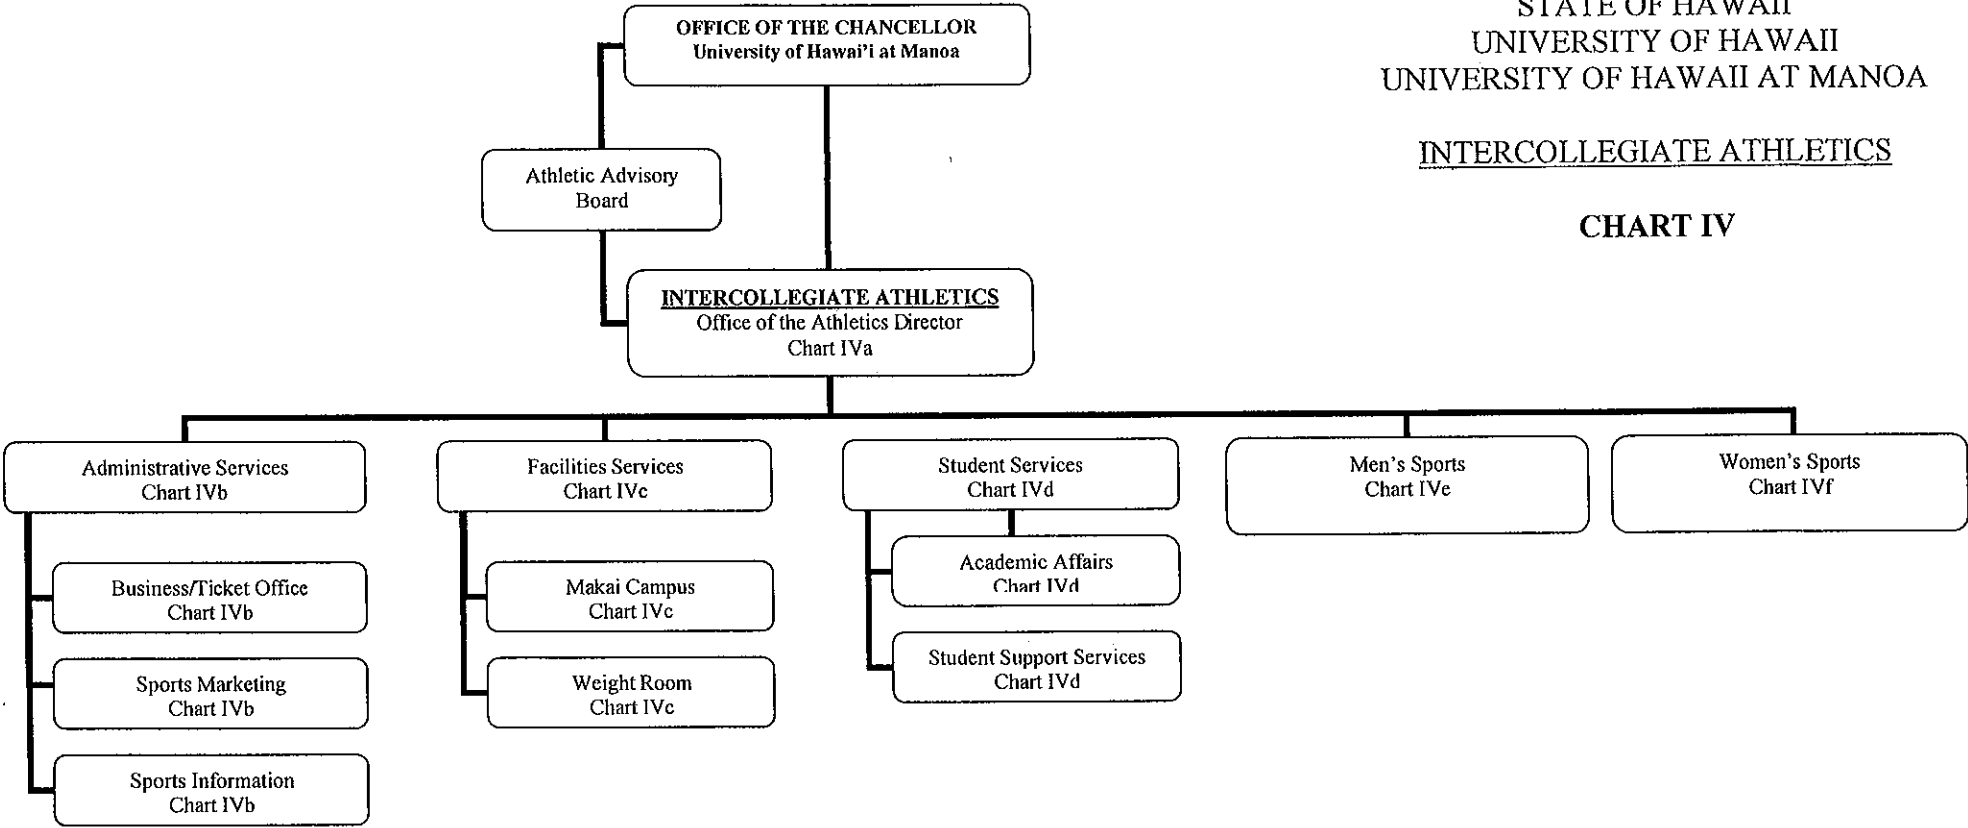 STATE OF HAWAII
UNIVERSITY OF HAWAII
UNIVERSITY OF HAWAII AT MANOA
INTERCOLLEGIATE ATHLETICS
CHART IV
OFFICE OF THE CHANCELLOR
University of Hawai'i at Manoa
Athletic Advisory
Board
INTERCOLLEGIATE ATHLETICS
Office of the Athletics Director
Chart IVa
Administrative Services
Chart IVb
Business/Ticket Office
Chart IVb
Sports Marketing
Chart IVb
Sports Information
Chart IVb
Facilities Services
Chart IVc
Makai Campus
Chart IVc
Weight Room
Chart IVc
Student Services
Chart IVd
Academic Affairs
Chart IVd
Student Support Services
Chart IVd
Men's Sports
Chart IVe
Women's Sports
Chart IVf